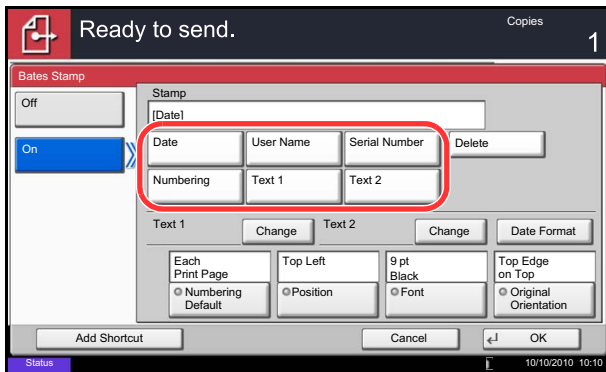 Ready to send.
Copies
1
Bates Stamp
Off
On
Stamp
[Date]
Date
User Name
Serial Number
Delete
Numbering
Text 1
Text 2
Text 1
Change
Text 2
Change
Date Format
Each
Print Page
Top Left
9 pt
Black
Top Edge
on Top
Numbering
Default
Position
Font
Original
Orientation
Add Shortcut
Cancel
OK
Status
10/10/2010 10:10